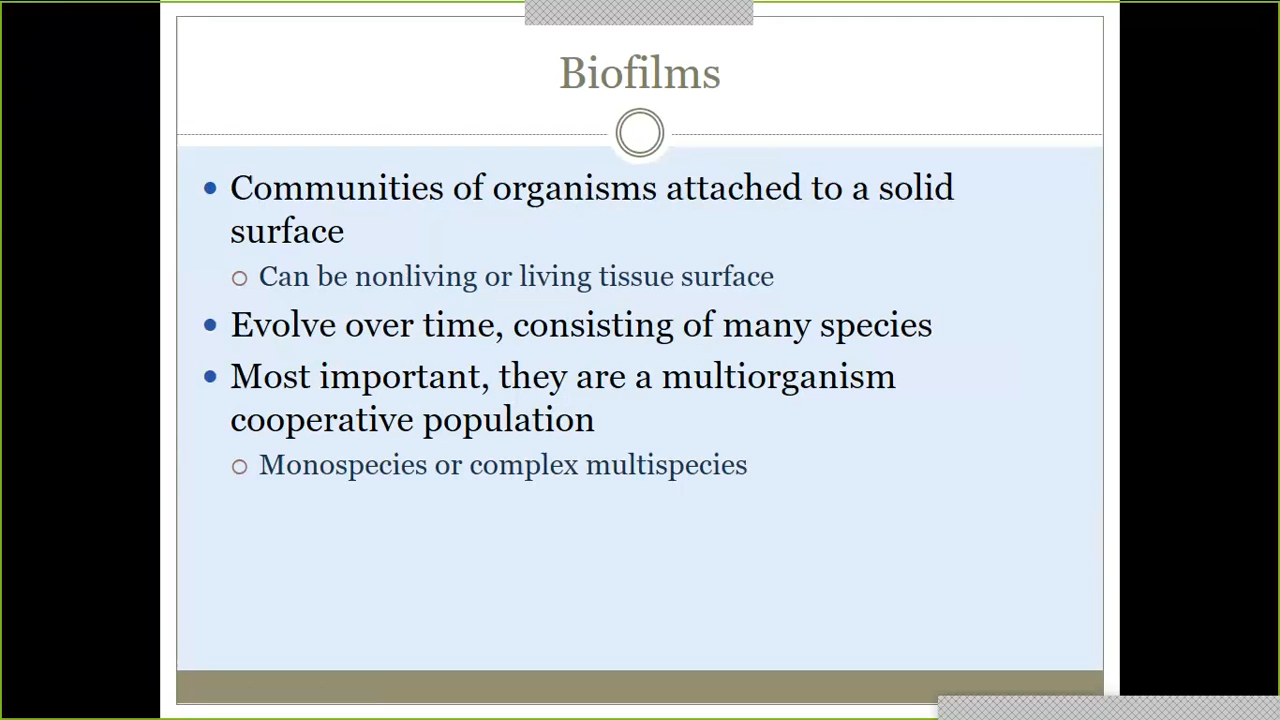 Biofilms
Communities of organisms attached to a solid
surface
Can be nonliving or living tissue surface
Evolve over time, consisting of many species
Most important, they are a multiorganism
cooperative population
Monospecies or complex multispecies